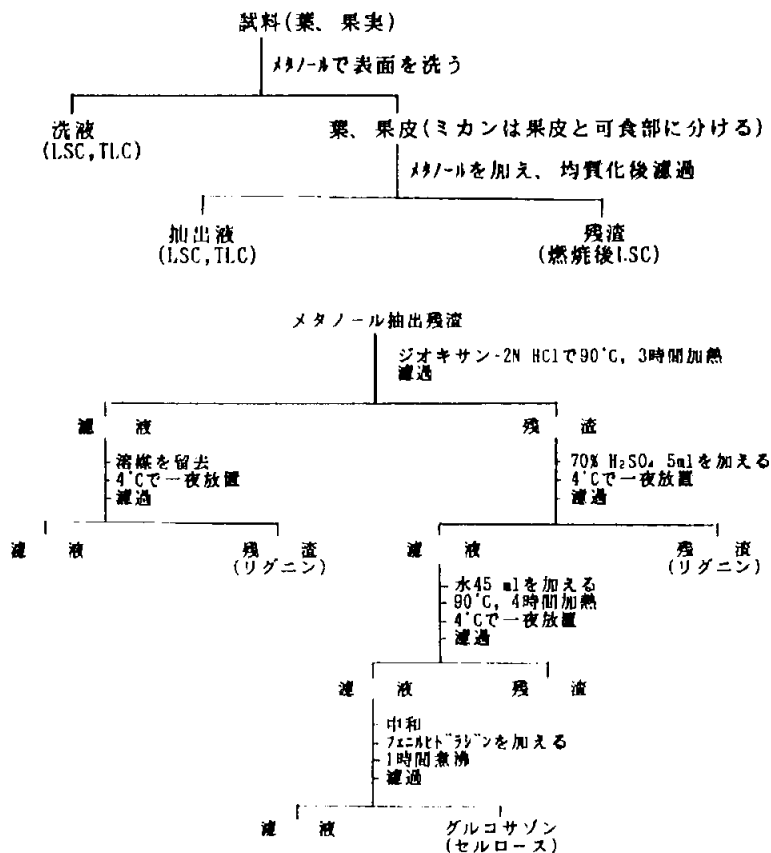 試料(葉、果実)
メタノールで表面を洗う
洗液
(LSC,TLC)
葉、果皮(ミカンは果皮と可食部に分ける)
メタノールを加え、均質化後濾過
抽出液
(LSC,TLC)
残渣
(燃焼後LSC)
メタノール抽出残渣
ジオキサン-2N HClで90℃, 3時間加熱
濾過
濾 液
残 渣
溶媒を留去
4℃で一夜放置
濾過
70% H₂SO₄ 5mlを加える
4℃で一夜放置
濾過
濾 液
残 渣
(リグニン)
濾 液
残 渣
(リグニン)
水45 mlを加える
90℃, 4時間加熱
4℃で一夜放置
濾過
濾 液
残 渣
中和
フェニルヒドラジンを加える
1時間煮沸
濾過
濾 液
グルコサゾン
(セルロース)